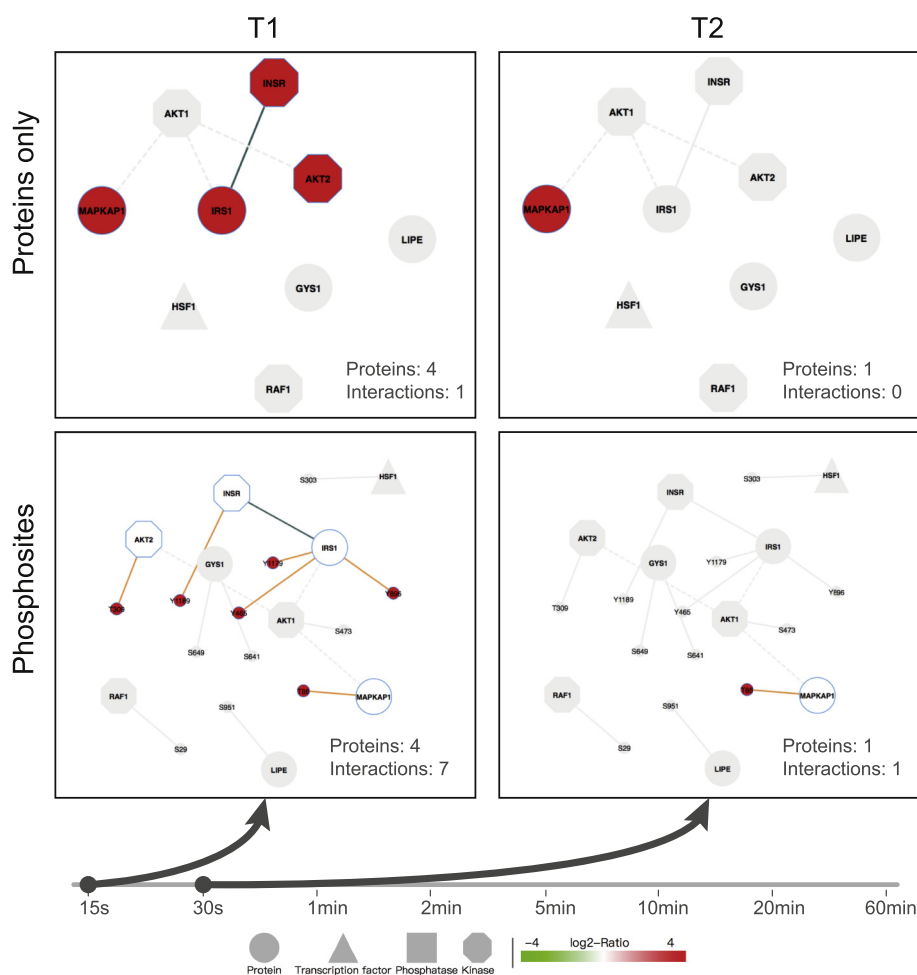 T1
T2
Proteins only
INSR
AKT1
AKT2
MAPKAP1
IRS1
LIPE
GYS1
HSF1
RAF1
Proteins: 4
Interactions: 1
INSR
AKT1
AKT2
MAPKAP1
IRS1
LIPE
GYS1
HSF1
RAF1
Proteins: 1
Interactions: 0
Phosphosites
S303
HSF1
INSR
AKT2
IRS1
GYS1
Y1179
Y896
T309
Y1189
Y465
AKT1
S473
S649
S641
T86
MAPKAP1
RAF1
S951
S29
LIPE
Proteins: 4
Interactions: 7
S303
HSF1
INSR
AKT2
IRS1
GYS1
Y1179
Y896
T309
Y1189
Y465
AKT1
S473
S649
S641
T86
MAPKAP1
RAF1
S951
S29
LIPE
Proteins: 1
Interactions: 1
15s
30s
1min
2min
5min
10min
20min
60min
-4
log2-Ratio
4
Protein
Transcription factor
Phosphatase
Kinase